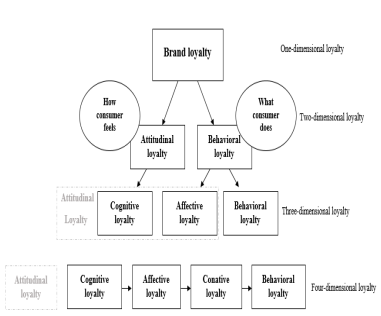 Brand loyalty
One-dimensional loyalty
How
consumer
feels
What
consumer
does
Two-dimensional loyalty
Attitudinal
loyalty
Behavioral
loyalty
Attitudinal
Loyalty
Cognitive
loyalty
Affective
loyalty
Behavioral
loyalty
Three-dimensional loyalty
Attitudinal
loyalty
Cognitive
loyalty
Affective
loyalty
Conative
loyalty
Behavioral
loyalty
Four-dimensional loyalty